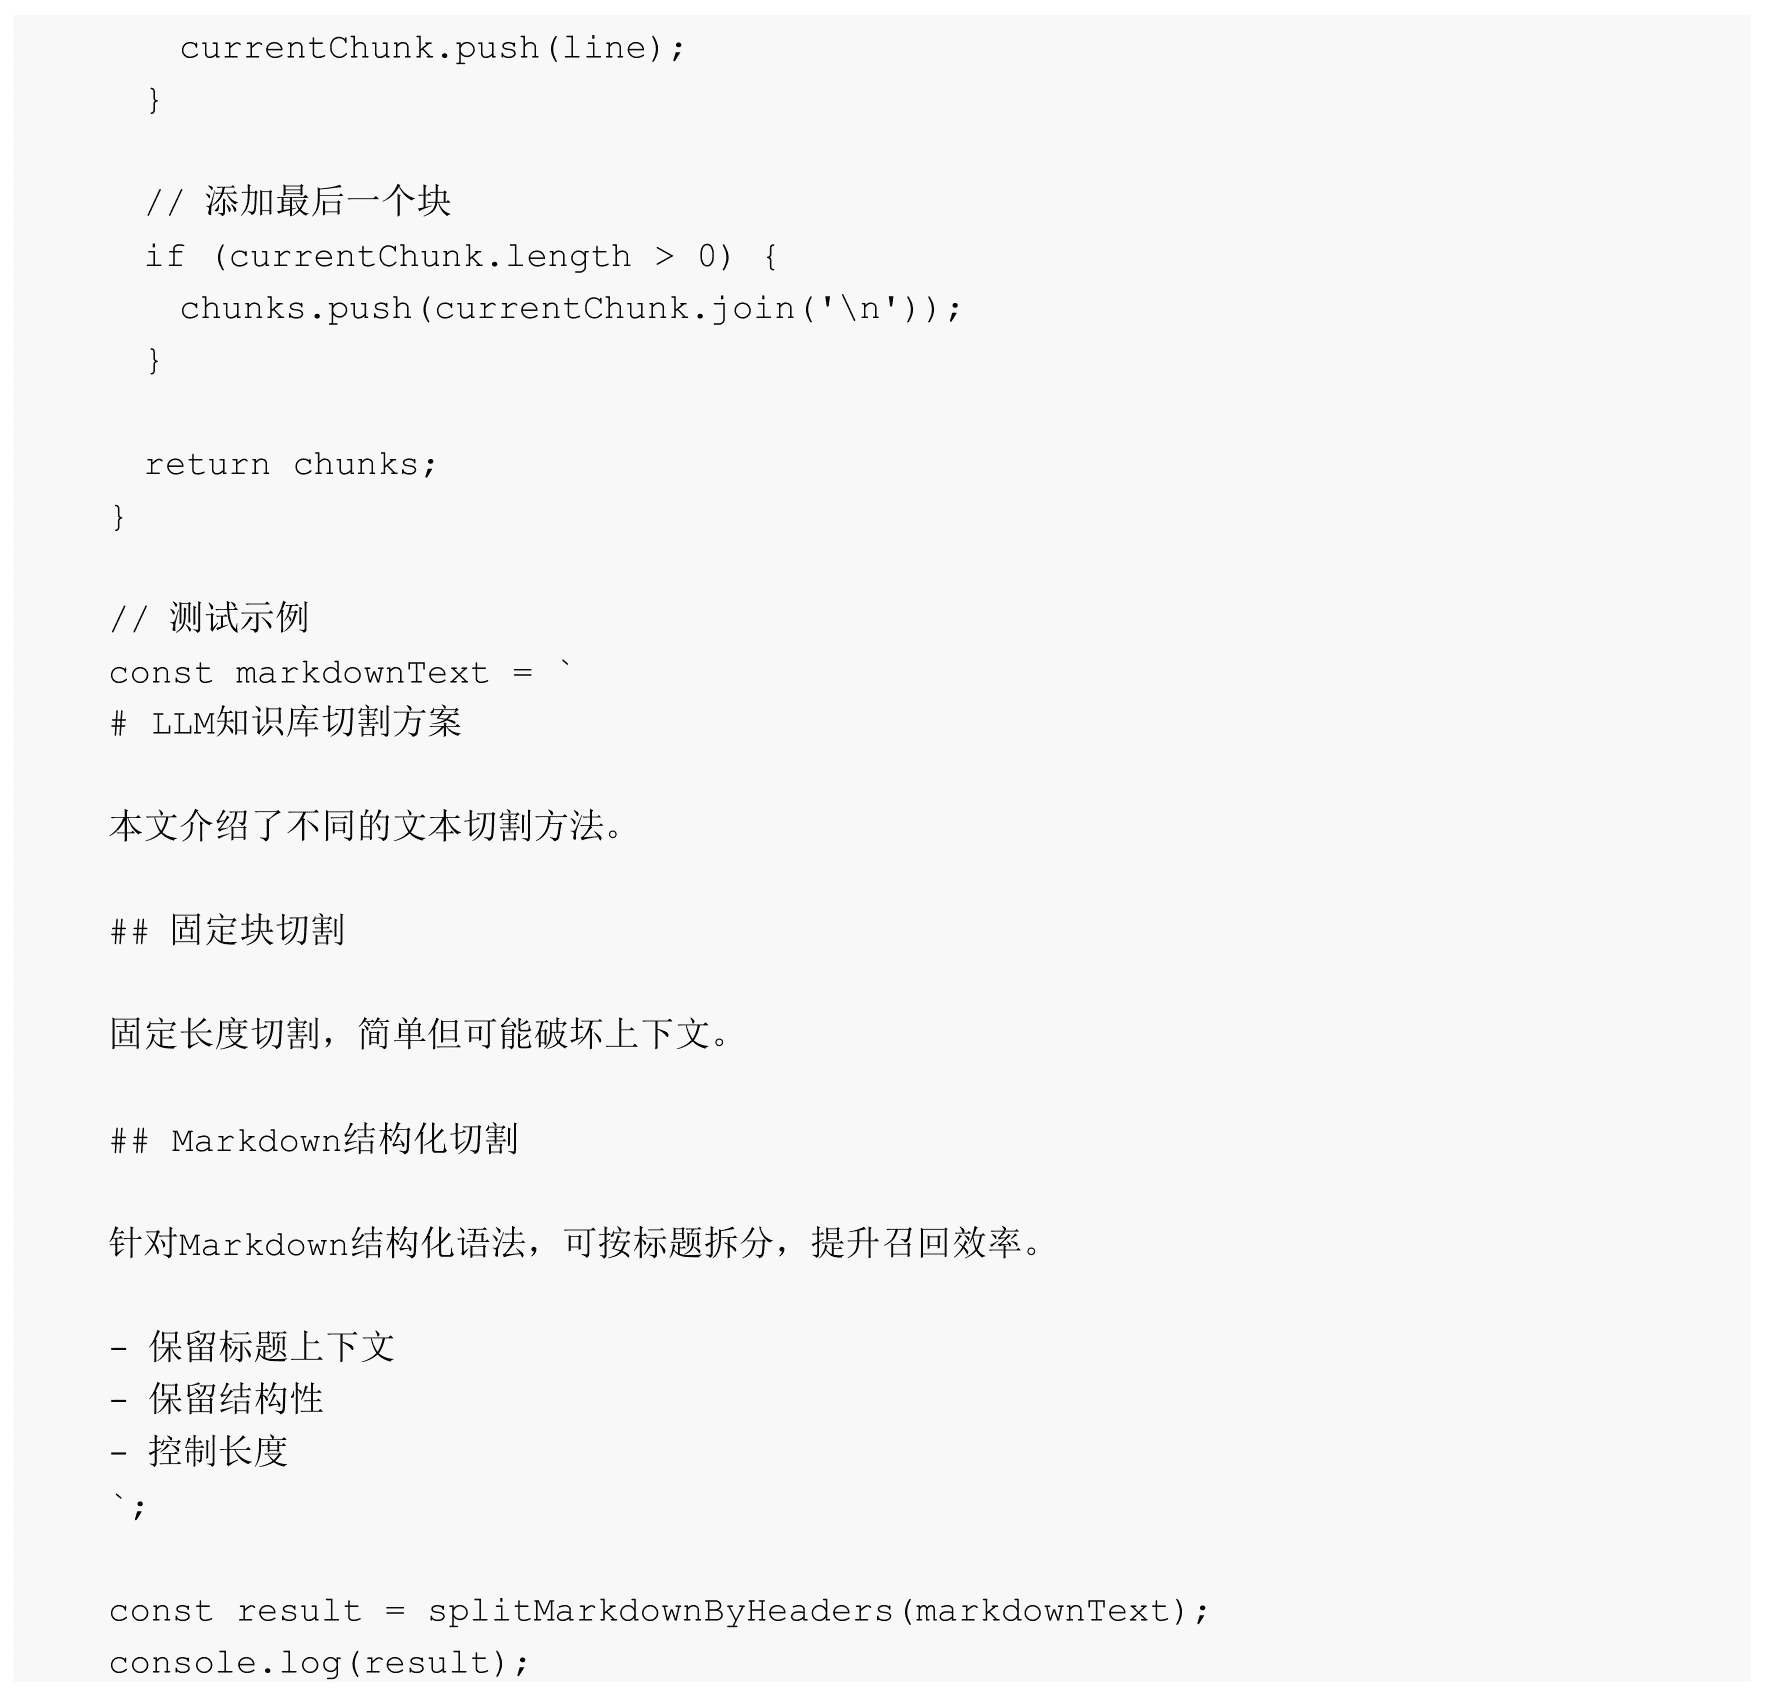 currentChunk.push(line);
  }

  // 添加最后一个块
  if (currentChunk.length > 0) {
    chunks.push(currentChunk.join('\n'));
  }

  return chunks;
}

// 测试示例
const markdownText = `
# LLM知识库切割方案

本文介绍了不同的文本切割方法。

## 固定块切割

固定长度切割，简单但可能破坏上下文。

## Markdown结构化切割

针对Markdown结构化语法，可按标题拆分，提升召回效率。

- 保留标题上下文
- 保留结构性
- 控制长度
`;

const result = splitMarkdownByHeaders(markdownText);
console.log(result);